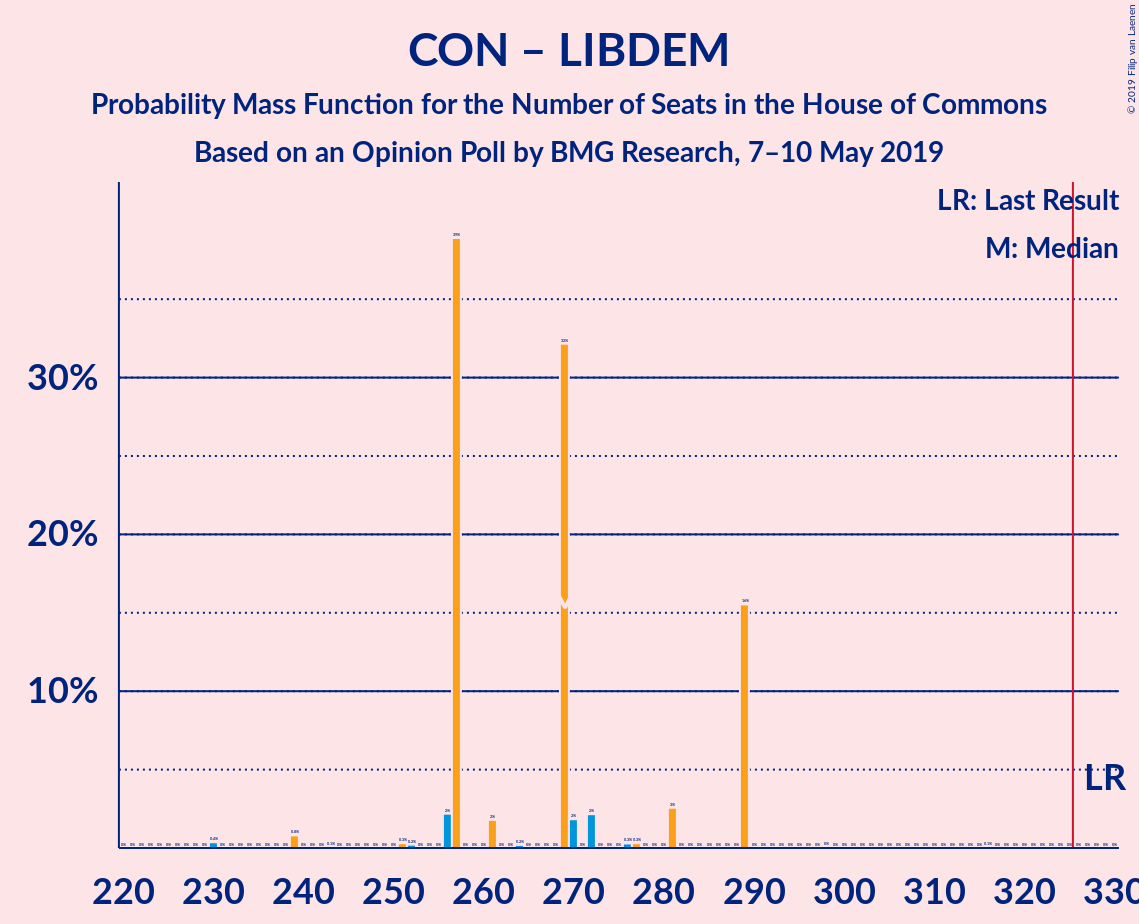 CON – LIBDEM
Probability Mass Function for the Number of Seats in the House of Commons
Based on an Opinion Poll by BMG Research, 7–10 May 2019
© 2019 Filip van Laenen
LR: Last Result
M: Median
30%
20%
10%
LR
M
220 230 240 250 260 270 280 290 300 310 320 330